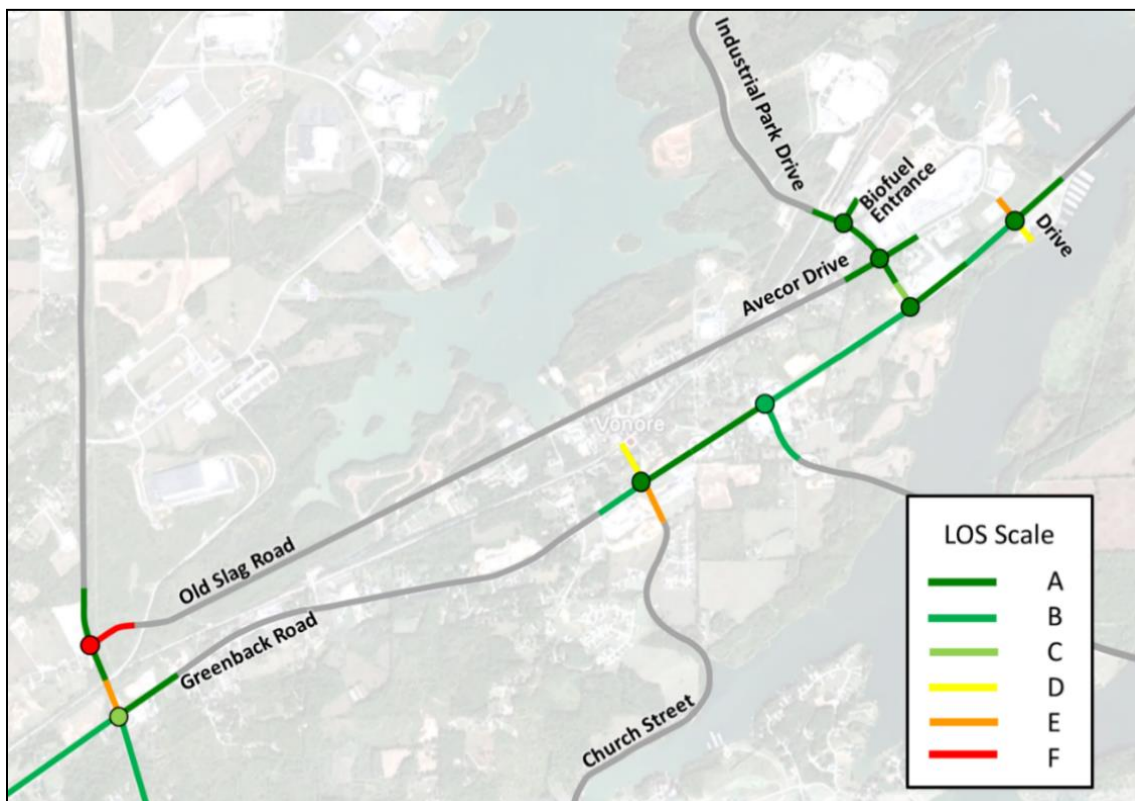 Industrial Park Drive
Biofuel
Entrance
Drive
Avecor Drive
Vonore
Old Slag Road
Greenback Road
Church Street
LOS Scale
A
B
C
D
E
F